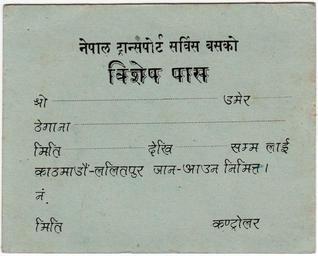 नेपाल ट्रान्सपोर्ट सर्विस बसको
विशेष पास
श्री उमेर
ठेगाना
मिति देखि सम्म लाई
काठमाडौं-ललितपुर जान-आउन निमित्त।
नं.
मिति कण्ट्रोलर